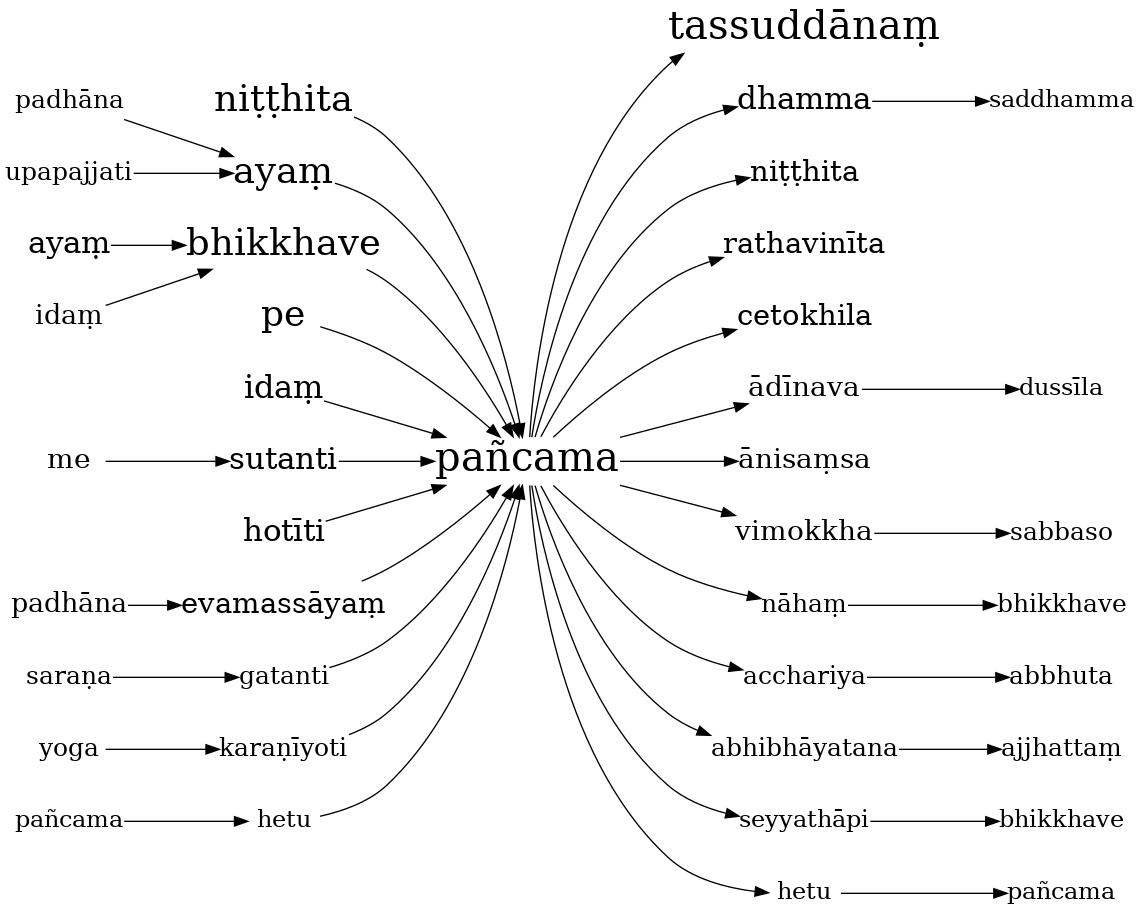 tassuddānaṃ
padhāna
niṭṭhita
dhamma
saddhamma
upapajjati
ayaṃ
niṭṭhita
ayaṃ
bhikkhave
rathavinīta
idaṃ
pe
cetokhila
idaṃ
ādīnava
dussīla
me
sutanti
pañcama
ānisaṃsa
hotīti
vimokkha
sabbaso
padhāna
evamassāyaṃ
nāhaṃ
bhikkhave
saraṇa
gatanti
acchariya
abbhuta
yoga
karaṇīyoti
abhibhāyatana
ajjhattaṃ
pañcama
hetu
seyyathāpi
bhikkhave
hetu
pañcama